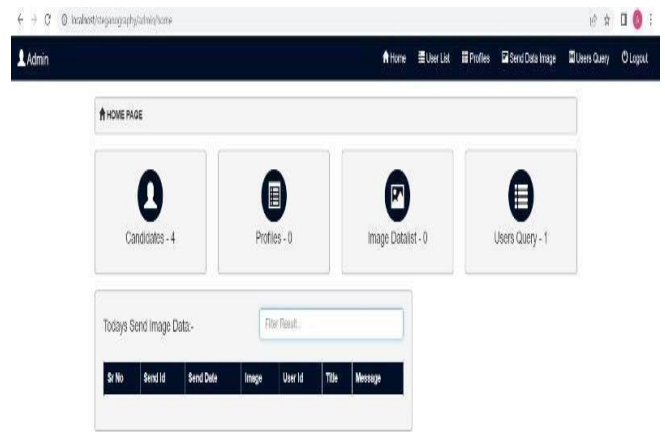 localhost/steganography/admin/home
Admin
Home User List Profiles Send Data Image Users Query Logout
HOME PAGE
Candidates - 4 Profiles - 0 Image Datalist - 0 Users Query - 1
Todays Send Image Data:- Filter Result..
Sr No Send Id Send Date Image User Id Title Message